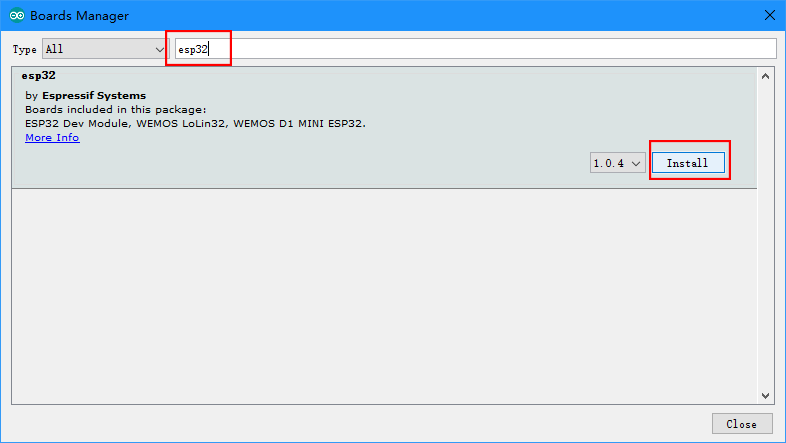 Boards Manager
Type All esp32
esp32
by Espressif Systems
Boards included in this package:
ESP32 Dev Module, WEMOS LoLin32, WEMOS D1 MINI ESP32.
More Info
1.0.4 Install
Close